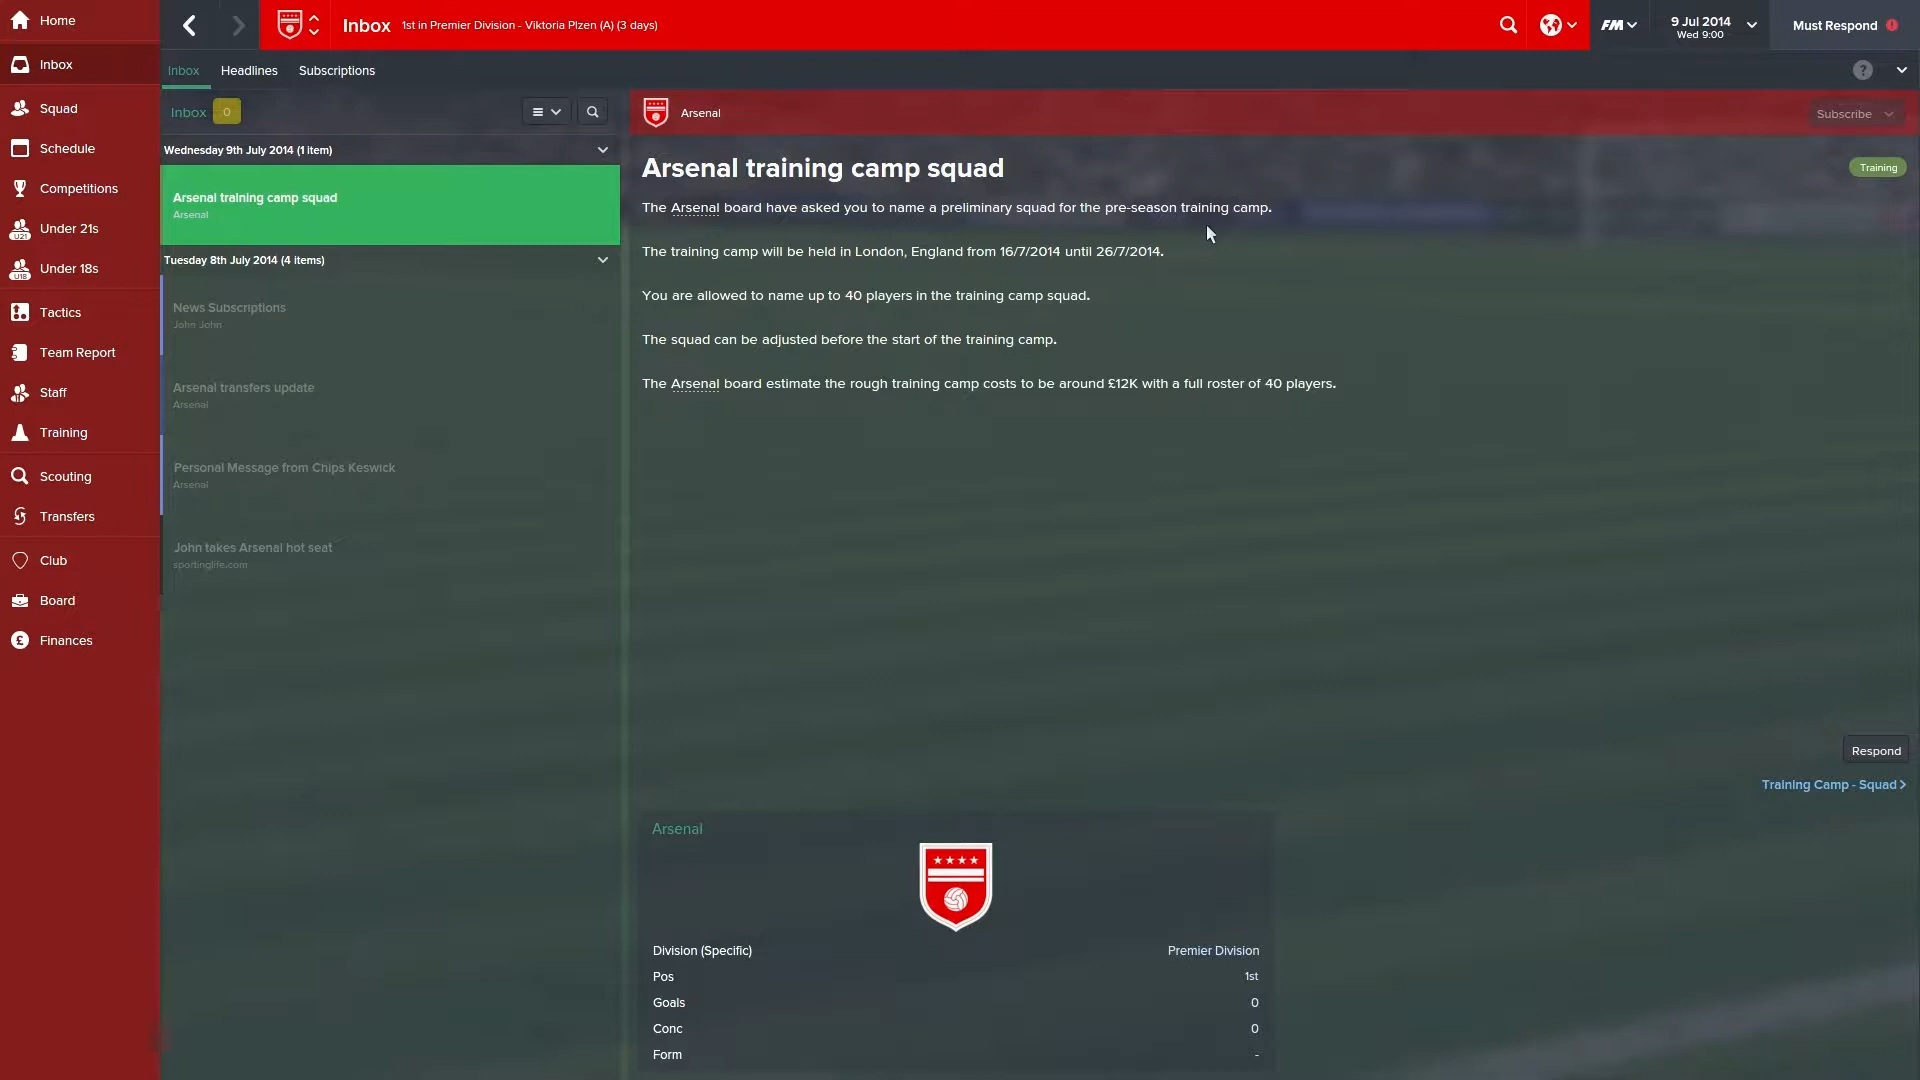 Home
Inbox
Squad
Schedule
Competitions
U21
Under 21s
U18
Under 18s
Tactics
Team Report
Staff
Training
Scouting
Transfers
Club
Board
£
Finances
Inbox 1st in Premier Division - Viktoria Plzen (A) (3 days)
FM
9 Jul 2014
Wed 9:00
Must Respond !
Inbox Headlines Subscriptions
?
Inbox 0
Wednesday 9th July 2014 (1 item)
Arsenal training camp squad
Arsenal
Tuesday 8th July 2014 (4 items)
News Subscriptions
John John
Arsenal transfers update
Arsenal
Personal Message from Chips Keswick
Arsenal
John takes Arsenal hot seat
sportinglife.com
Arsenal
Subscribe
Arsenal training camp squad
Training
The Arsenal board have asked you to name a preliminary squad for the pre-season training camp.
The training camp will be held in London, England from 16/7/2014 until 26/7/2014.
You are allowed to name up to 40 players in the training camp squad.
The squad can be adjusted before the start of the training camp.
The Arsenal board estimate the rough training camp costs to be around £12K with a full roster of 40 players.
Respond
Training Camp - Squad >
Arsenal
Division (Specific) Premier Division
Pos 1st
Goals 0
Conc 0
Form -